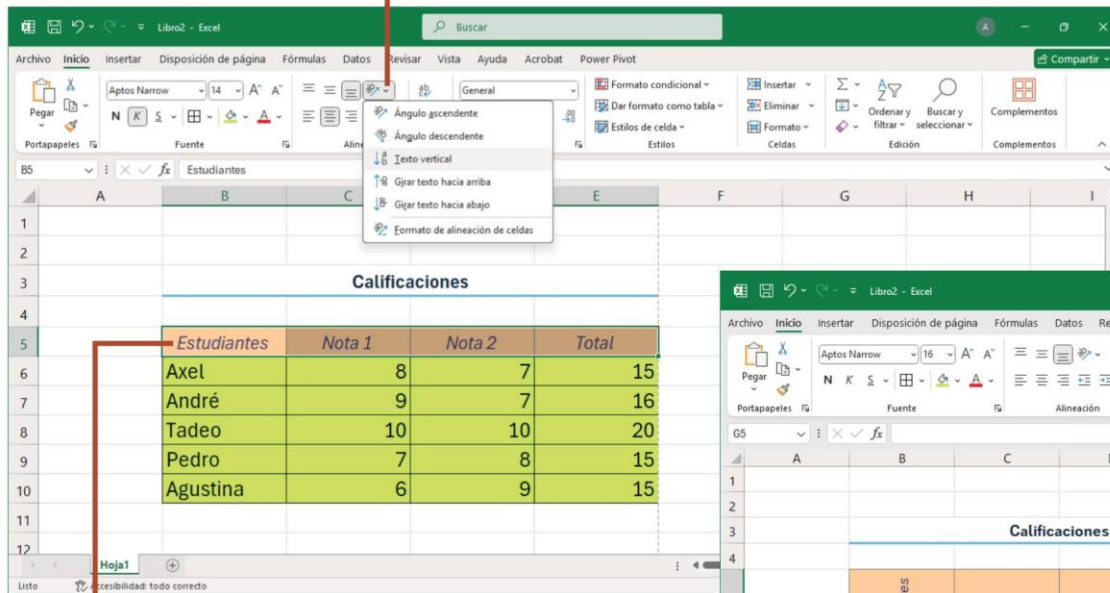 Libro2 - Excel
Buscar
A
Archivo Inicio Insertar Disposición de página Fórmulas Datos Revisar Vista Ayuda Acrobat Power Pivot
Compartir
Pegar
Aptos Narrow 14 A A
N K S A
General
Formato condicional
Dar formato como tabla
Estilos de celda
Insertar
Eliminar
Formato
Ordenar y filtrar
Buscar y seleccionar
Complementos
Portapapeles Fuente Aline Estilos Celdas Edición Complementos
Ángulo ascendente
Ángulo descendente
Texto vertical
Girar texto hacia arriba
Girar texto hacia abajo
Formato de alineación de celdas
B5 fx Estudiantes
A B C E F G H I
1
2
3 Calificaciones
4
5 Estudiantes Nota 1 Nota 2 Total
6 Axel 8 7 15
7 André 9 7 16
8 Tadeo 10 10 20
9 Pedro 7 8 15
10 Agustina 6 9 15
11
12
Hoja1
Listo
ccesibilidad: todo correcto
Libro2 - Excel
Archivo Inicio Insertar Disposición de página Fórmulas Datos Re
Pegar
Aptos Narrow 16 A A
N K S A
Portapapeles Fuente Alineación
G5 fx
A B C
1
2
3 Calificaciones
4
es